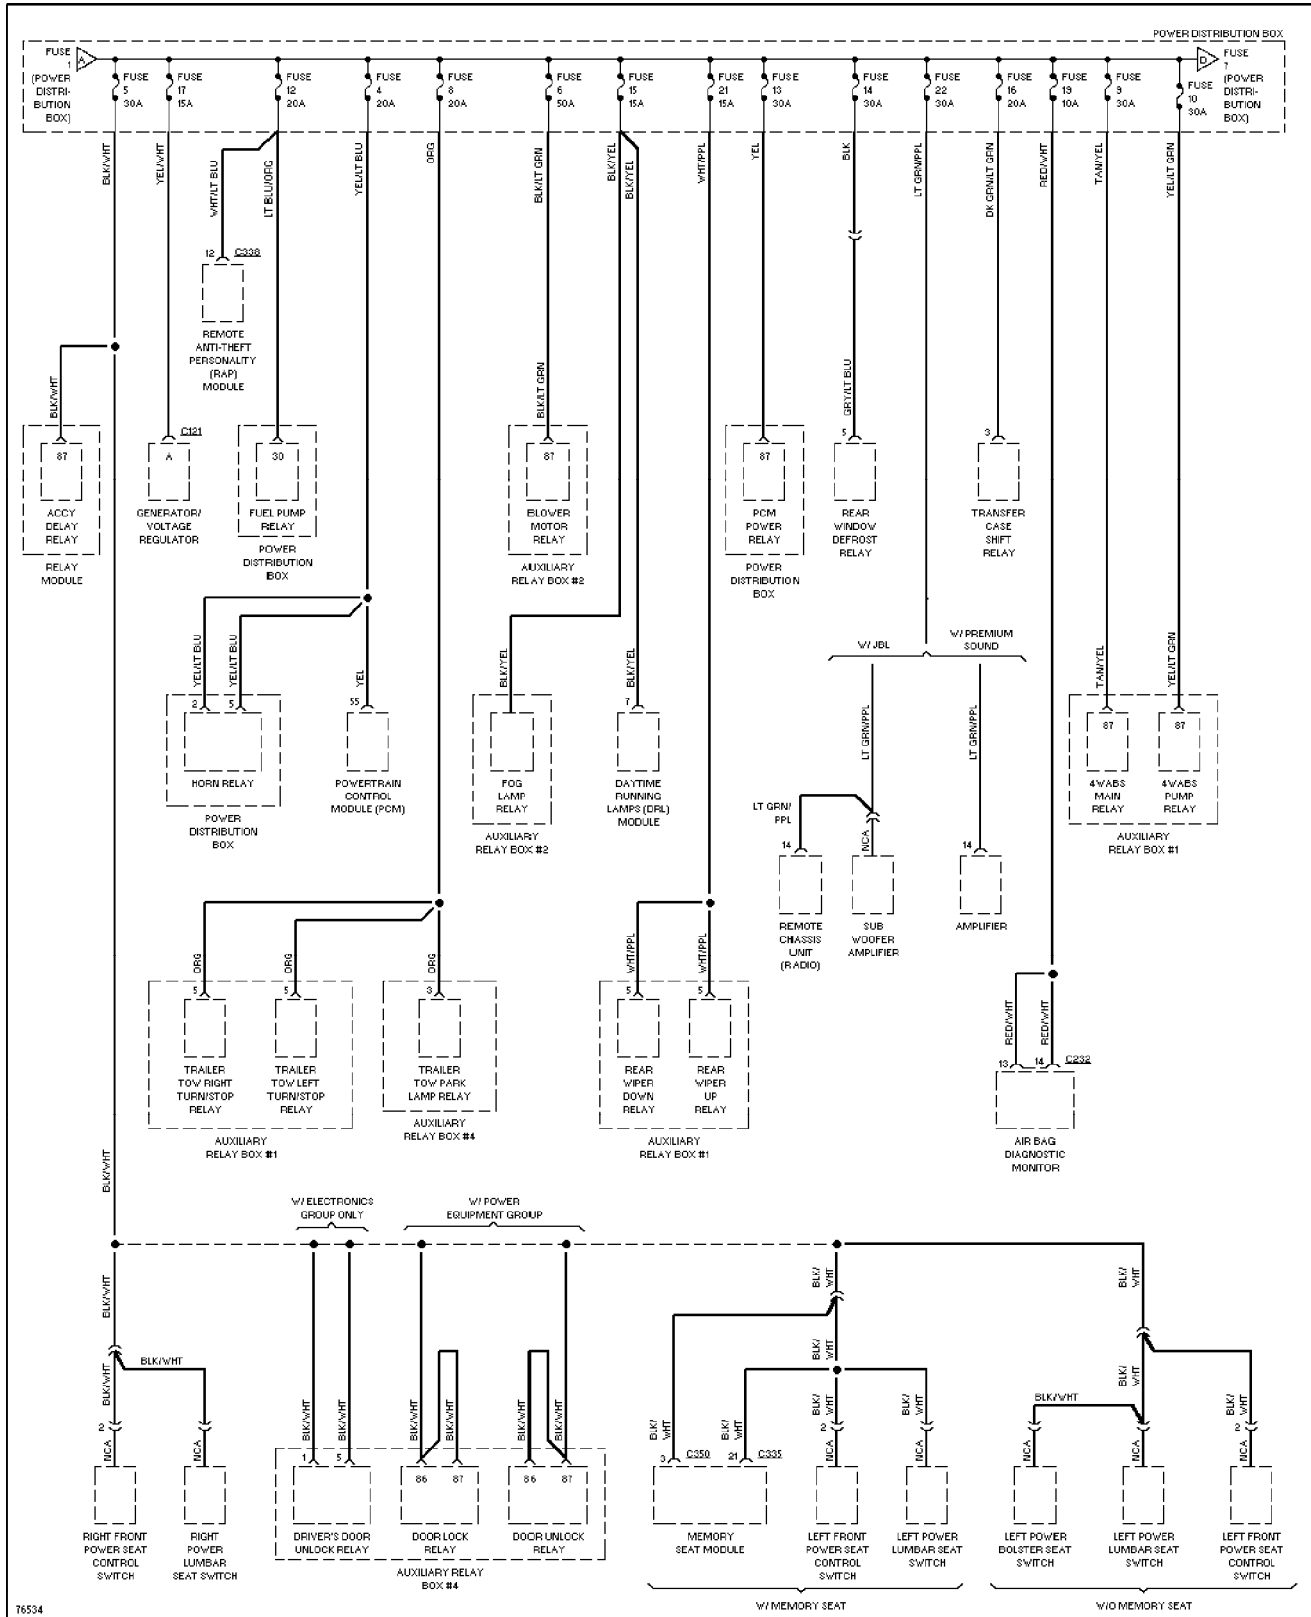 POWER DISTRIBUTION BOX
FUSE
1
(POWER
DISTRI-
BUTION
BOX)
A
FUSE
5
30A
FUSE
17
15A
FUSE
12
20A
FUSE
4
20A
FUSE
8
20A
FUSE
6
50A
FUSE
15
15A
FUSE
21
15A
FUSE
13
30A
FUSE
14
30A
FUSE
22
30A
FUSE
16
20A
FUSE
19
10A
FUSE
9
30A
FUSE
10
30A
D
FUSE
7
(POWER
DISTRI-
BUTION
BOX)
BLK/WHT
YEL/WHT
WHT/LT BLU
LT BLU/ORG
YEL/LT BLU
ORG
BLK/LT GRN
BLK/YEL
BLK/YEL
WHT/PPL
YEL
BLK
LT GRN/PPL
DK GRN/LT GRN
RED/WHT
TAN/YEL
YEL/LT GRN
12 C338
REMOTE
ANTI-THEFT
PERSONALITY
(RAP)
MODULE
BLK/WHT
87
ACCY
DELAY
RELAY
RELAY
MODULE
C121
A
GENERATOR/
VOLTAGE
REGULATOR
30
FUEL PUMP
RELAY
POWER
DISTRIBUTION
BOX
BLK/LT GRN
87
BLOWER
MOTOR
RELAY
AUXILIARY
RELAY BOX #2
87
PCM
POWER
RELAY
POWER
DISTRIBUTION
BOX
GRY/LT BLU
5
REAR
WINDOW
DEFROST
RELAY
3
TRANSFER
CASE
SHIFT
RELAY
YEL/LT BLU
YEL/LT BLU
YEL
2
5
HORN RELAY
POWER
DISTRIBUTION
BOX
55
POWERTRAIN
CONTROL
MODULE (PCM)
BLK/YEL
FOG
LAMP
RELAY
AUXILIARY
RELAY BOX #2
BLK/YEL
7
DAYTIME
RUNNING
LAMPS (DRL)
MODULE
W/ JBL
W/ PREMIUM
SOUND
LT GRN/PPL
LT GRN/PPL
LT GRN/
PPL
NCA
14
REMOTE
CHASSIS
UNIT
(RADIO)
SUB
WOOFER
AMPLIFIER
14
AMPLIFIER
TAN/YEL
YEL/LT GRN
87
4WABS
MAIN
RELAY
87
4WABS
PUMP
RELAY
AUXILIARY
RELAY BOX #1
ORG
ORG
ORG
5
TRAILER
TOW RIGHT
TURN/STOP
RELAY
5
TRAILER
TOW LEFT
TURN/STOP
RELAY
AUXILIARY
RELAY BOX #1
3
TRAILER
TOW PARK
LAMP RELAY
AUXILIARY
RELAY BOX #4
WHT/PPL
WHT/PPL
5
REAR
WIPER
DOWN
RELAY
5
REAR
WIPER
UP
RELAY
AUXILIARY
RELAY BOX #1
RED/WHT
RED/WHT
13 14 C232
AIR BAG
DIAGNOSTIC
MONITOR
BLK/WHT
W/ ELECTRONICS
GROUP ONLY
W/ POWER
EQUIPMENT GROUP
BLK/WHT
BLK/WHT
BLK/WHT
2
NCA
NCA
RIGHT FRONT
POWER SEAT
CONTROL
SWITCH
RIGHT
POWER
LUMBAR
SEAT SWITCH
BLK/WHT
BLK/WHT
1
5
DRIVER'S DOOR
UNLOCK RELAY
BLK/WHT
BLK/WHT
86
87
DOOR LOCK
RELAY
BLK/WHT
BLK/WHT
86
87
DOOR UNLOCK
RELAY
AUXILIARY RELAY
BOX #4
BLK/
WHT
BLK/
WHT
BLK/
WHT
BLK/
WHT
BLK/
WHT
BLK/
WHT
3 C350
21 C335
2
NCA
NCA
MEMORY
SEAT MODULE
LEFT FRONT
POWER SEAT
CONTROL
SWITCH
LEFT POWER
LUMBAR SEAT
SWITCH
W/ MEMORY SEAT
BLK/
WHT
BLK/
WHT
BLK/WHT
BLK/
WHT
2
NCA
NCA
NCA
LEFT POWER
BOLSTER SEAT
SWITCH
LEFT POWER
LUMBAR SEAT
SWITCH
LEFT FRONT
POWER SEAT
CONTROL
SWITCH
W/O MEMORY SEAT
76534